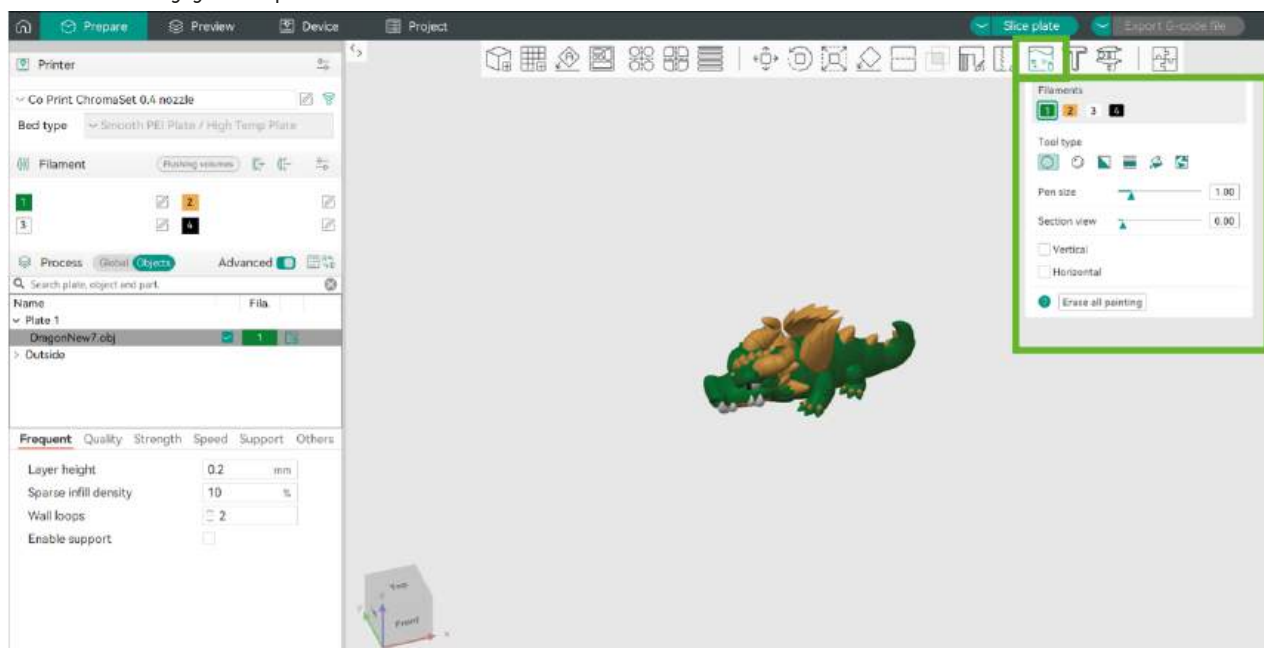 Prepare
Preview
Device
Project
Slice plate
Export G-code file
Printer
Co Print ChromaSet 0.4 nozzle
Bed type
Smooth PEI Plate / High Temp Plate
Filament
Flushing volumes
1
2
3
4
Process
Global
Objects
Advanced
Search plate, object and part.
Name
Fila.
Plate 1
DragonNew7.obj
1
Outside
Frequent
Quality
Strength
Speed
Support
Others
Layer height
0.2
mm
Sparse infill density
10
%
Wall loops
2
Enable support
Filaments
1
2
3
4
Tool type
Pen size
1.00
Section view
0.00
Vertical
Horizontal
Erase all painting
Top
Front
x